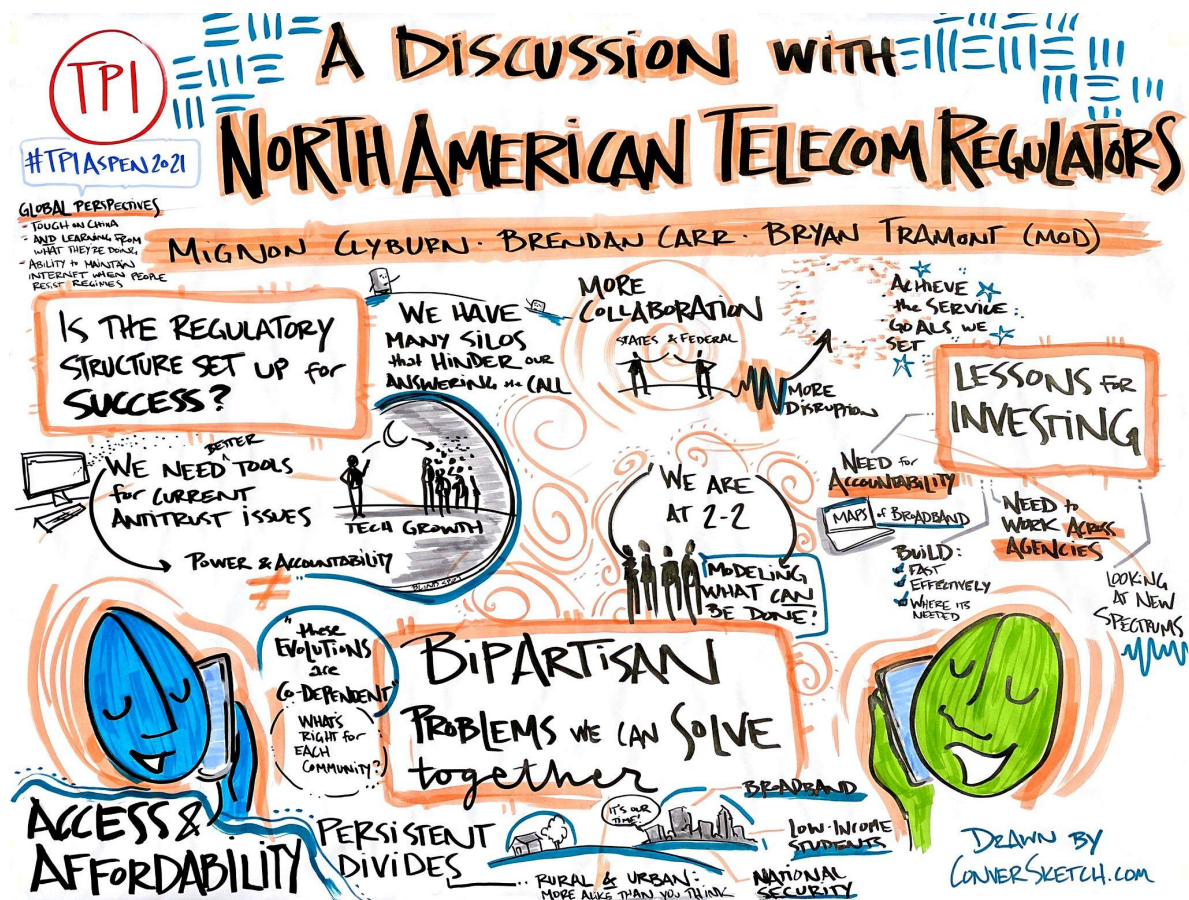 TPI
#TPIASPEN2021
A DISCUSSION WITH
NORTH AMERICAN TELECOM REGULATORS
MIGNON CLYBURN · BRENDAN CARR · BRYAN TRAMONT (MOD)
GLOBAL PERSPECTIVES
- TOUGH ON CHINA
- AND LEARNING FROM
WHAT THEY'RE DOING
- ABILITY to MAINTAIN
INTERNET WHEN PEOPLE
RESIST REGIMES
IS THE REGULATORY
STRUCTURE SET UP for
SUCCESS?
WE HAVE
MANY SILOS
that HINDER OUR
ANSWERING the CALL
MORE
COLLABORATION
STATES & FEDERAL
MORE
DISRUPTION
ACHIEVE
the SERVICE
GOALS WE
SET
LESSONS FOR
INVESTING
BETTER
WE NEED TOOLS
for CURRENT
ANTITRUST ISSUES
POWER & ACCOUNTABILITY
TECH GROWTH
BLIND SPOT
WE ARE
AT 2-2
MODELING
WHAT CAN
BE DONE!
NEED for
ACCOUNTABILITY
MAPS of BROADBAND
BUILD:
FAST
EFFECTIVELY
WHERE ITS
NEEDED
NEED to
WORK ACROSS
AGENCIES
LOOKING
AT NEW
SPECTRUMS
"these
EVOLUTIONS
are
CO-DEPENDENT"
WHAT'S
RIGHT for
EACH
COMMUNITY?
BIPARTISAN
PROBLEMS WE CAN SOLVE
together
ACCESS &
AFFORDABILITY
PERSISTENT
DIVIDES
IT'S OUR
TIME!
RURAL & URBAN:
MORE ALIKE THAN YOU THINK
BROADBAND
LOW-INCOME
STUDENTS
NATIONAL
SECURITY
DRAWN BY
CONVERSKETCH.COM